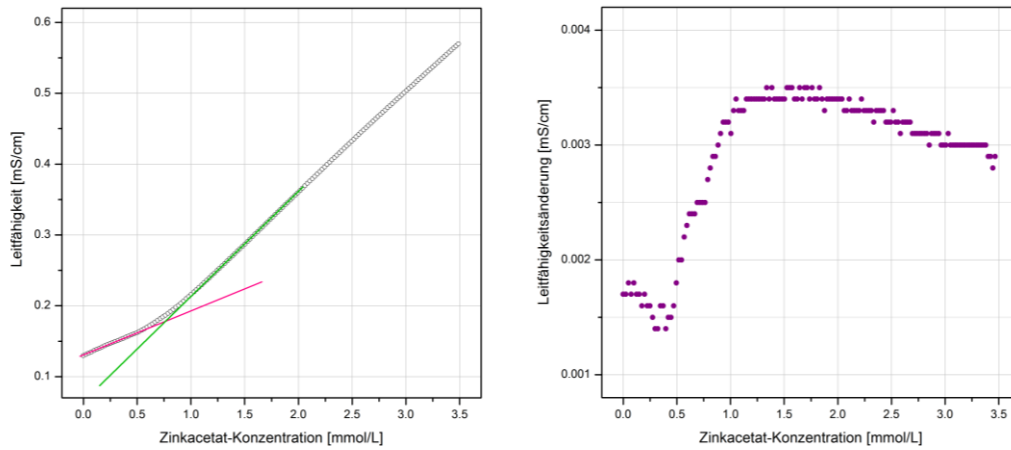 Leitfähigkeit [mS/cm]
0.6
0.5
0.4
0.3
0.2
0.1
0.0 0.5 1.0 1.5 2.0 2.5 3.0 3.5
Zinkacetat-Konzentration [mmol/L]
Leitfähigkeitsänderung [mS/cm]
0.004
0.003
0.002
0.001
0.0 0.5 1.0 1.5 2.0 2.5 3.0 3.5
Zinkacetat-Konzentration [mmol/L]